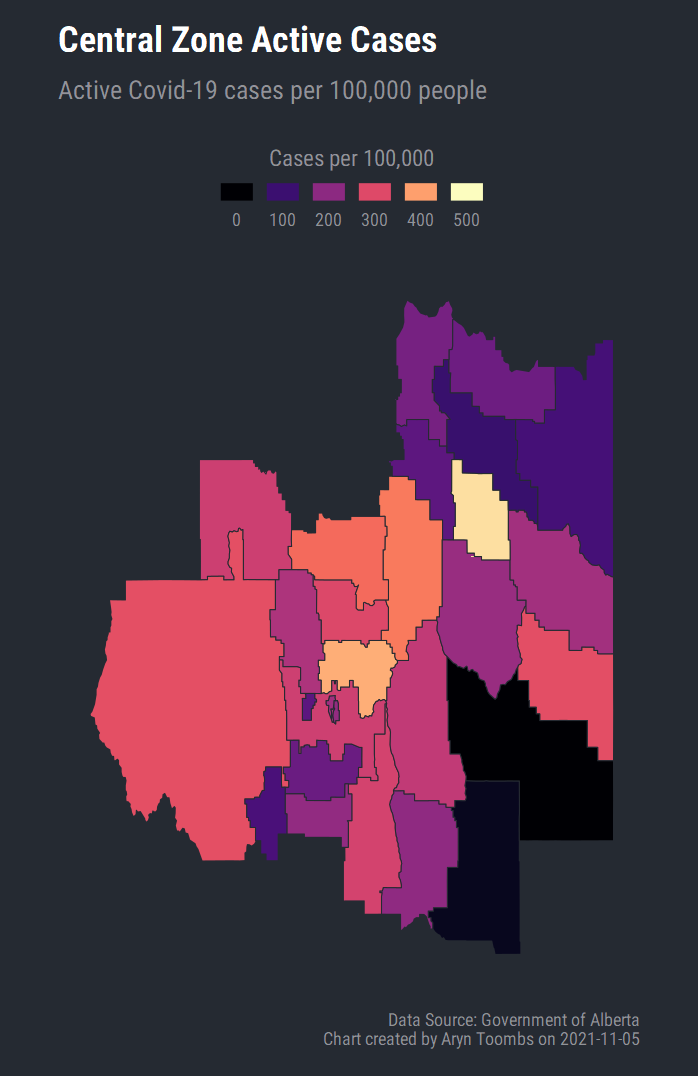 Central Zone Active Cases
Active Covid-19 cases per 100,000 people
Cases per 100,000
0 100 200 300 400 500
Data Source: Government of Alberta
Chart created by Aryn Toombs on 2021-11-05